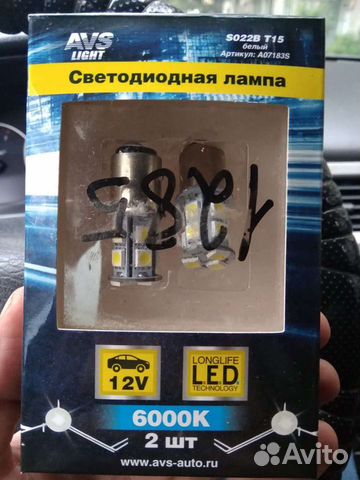 AVS
LIGHT
S022B T15
белый
Артикул: A07183S
Светодиодная лампа
12V
LONGLIFE
L.E.D.
TECHNOLOGY
6000K
2 шт
www.avs-auto.ru
Avito